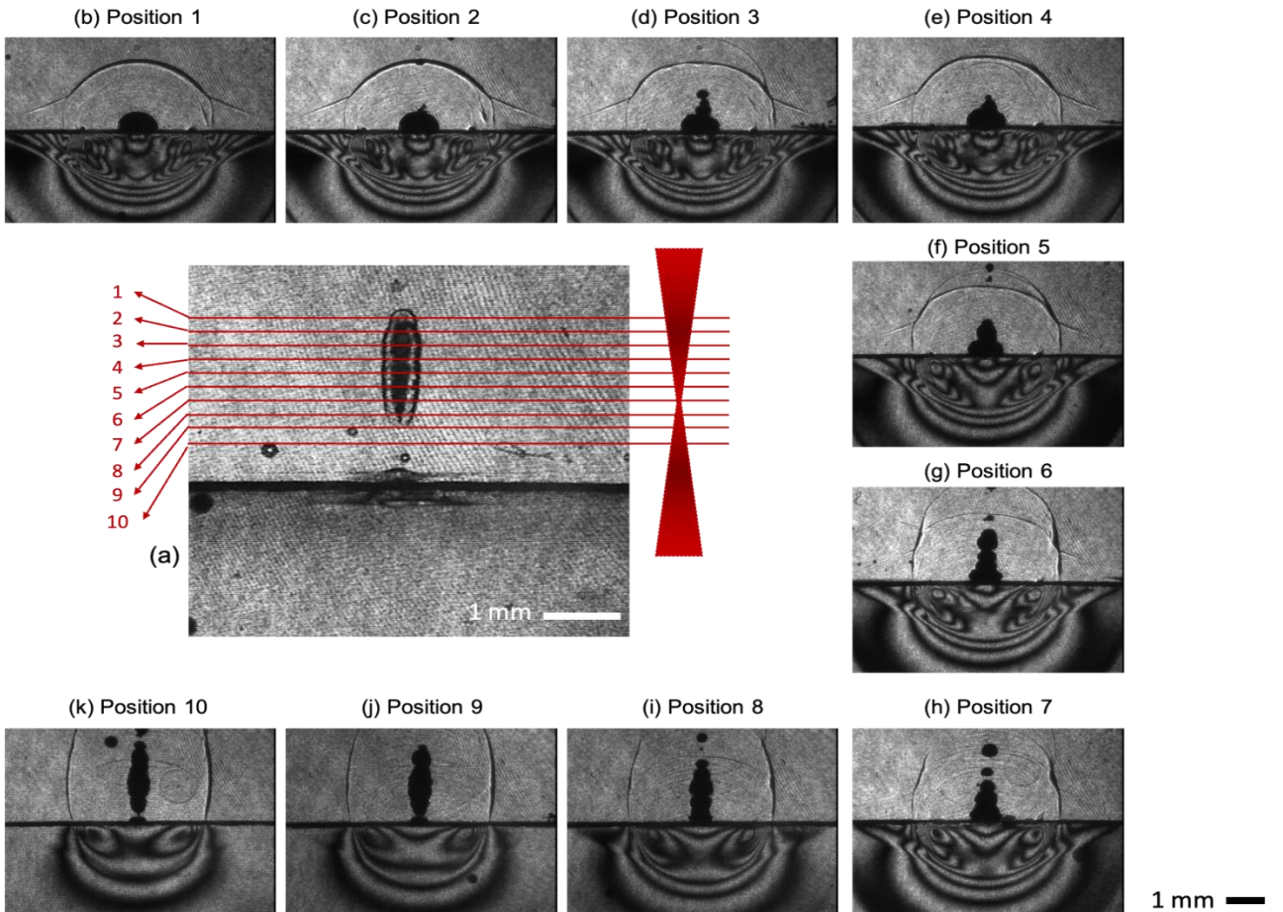 (b) Position 1
(c) Position 2
(d) Position 3
(e) Position 4
(f) Position 5
1
2
3
4
5
6
7
8
9
10
(a)
1 mm
(g) Position 6
(k) Position 10
(j) Position 9
(i) Position 8
(h) Position 7
1 mm